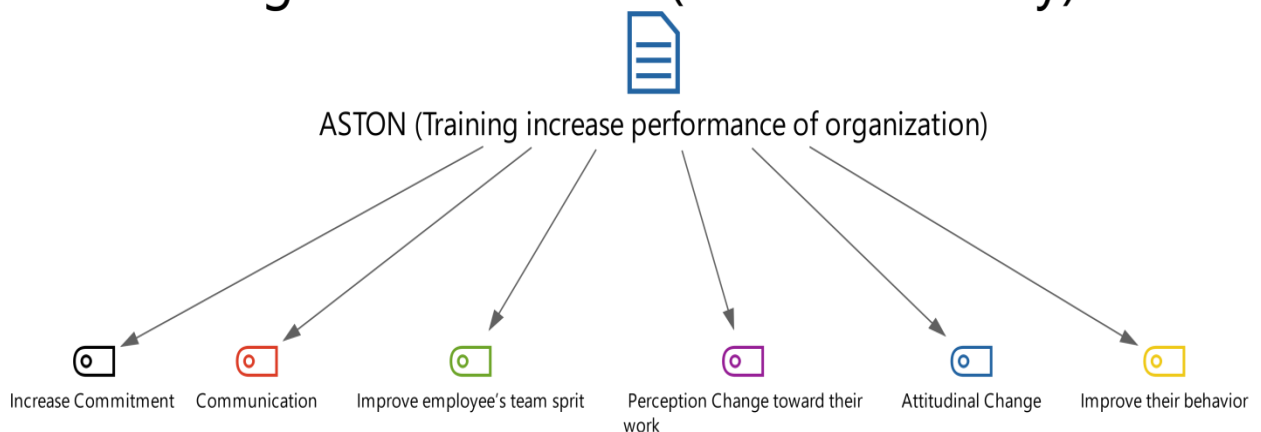 ASTON (Training increase performance of organization)
Increase Commitment
Communication
Improve employee's team sprit
Perception Change toward their
work
Attitudinal Change
Improve their behavior